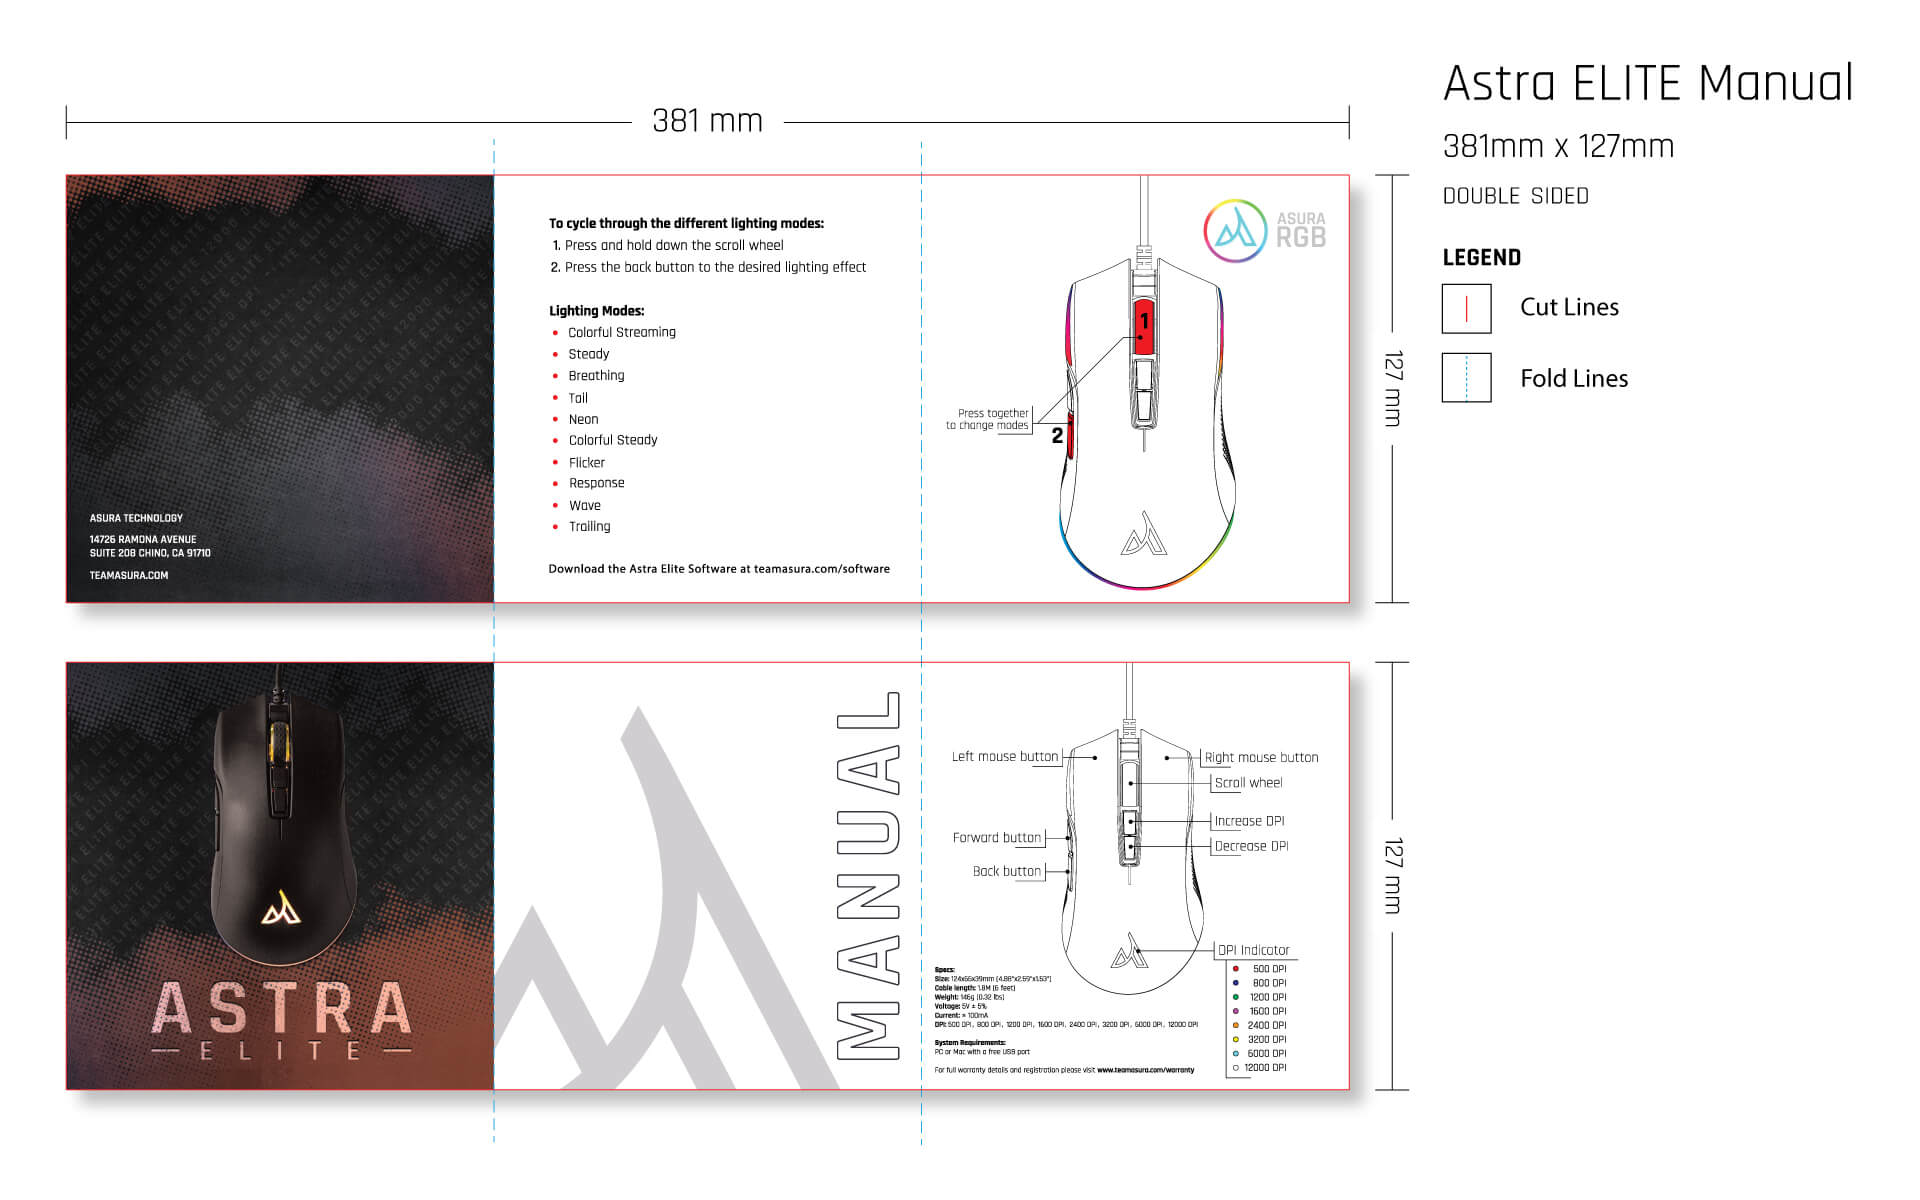 Astra ELITE Manual
381mm x 127mm
DOUBLE SIDED
LEGEND
Cut Lines
Fold Lines
381 mm
127 mm
ASURA TECHNOLOGY
14726 RAMONA AVENUE
SUITE 208 CHINO, CA 91710
TEAMASURA.COM
To cycle through the different lighting modes:
1. Press and hold down the scroll wheel
2. Press the back button to the desired lighting effect
Lighting Modes:
• Colorful Streaming
• Steady
• Breathing
• Tail
• Neon
• Colorful Steady
• Flicker
• Response
• Wave
• Trailing
Download the Astra Elite Software at teamasura.com/software
ASURA
RGB
1
Press together
to change modes
2
127 mm
ASTRA
ELITE
MANUAL
Left mouse button
Right mouse button
Scroll wheel
Increase DPI
Decrease DPI
Forward button
Back button
DPI Indicator
500 DPI
800 DPI
1200 DPI
1600 DPI
2400 DPI
3200 DPI
6000 DPI
12000 DPI
Specs:
Size: 124x66x39mm (4.88"x2.59"x1.53")
Cable length: 1.8M (6 feet)
Weight: 146g (0.32 lbs)
Voltage: 5V ± 5%
Current: 100mA
DPI: 500 DPI, 800 DPI, 1200 DPI, 1600 DPI, 2400 DPI, 3200 DPI, 6000 DPI, 12000 DPI
System Requirements:
PC or Mac with a free USB port
For full warranty details and registration please visit www.teamasura.com/warranty